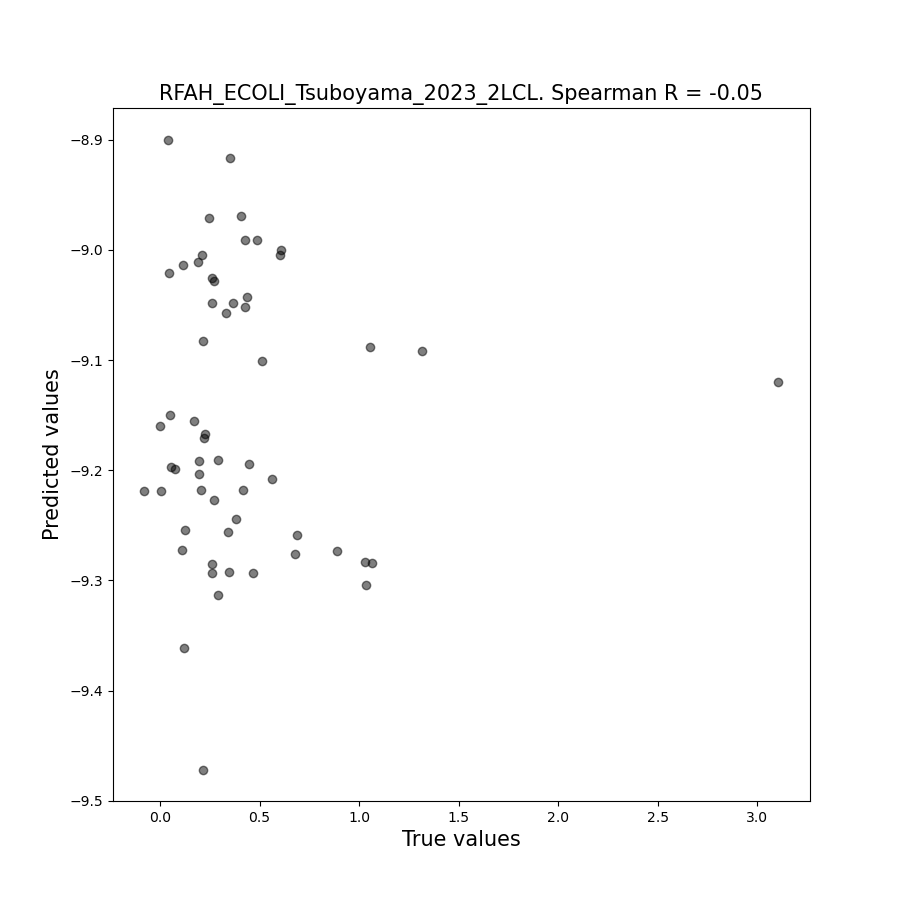 RFAH_ECOLI_Tsuboyama_2023_2LCL. Spearman R = -0.05
−8.9
−9.0
−9.1
−9.2
−9.3
−9.4
−9.5
Predicted values
0.0 0.5 1.0 1.5 2.0 2.5 3.0
True values